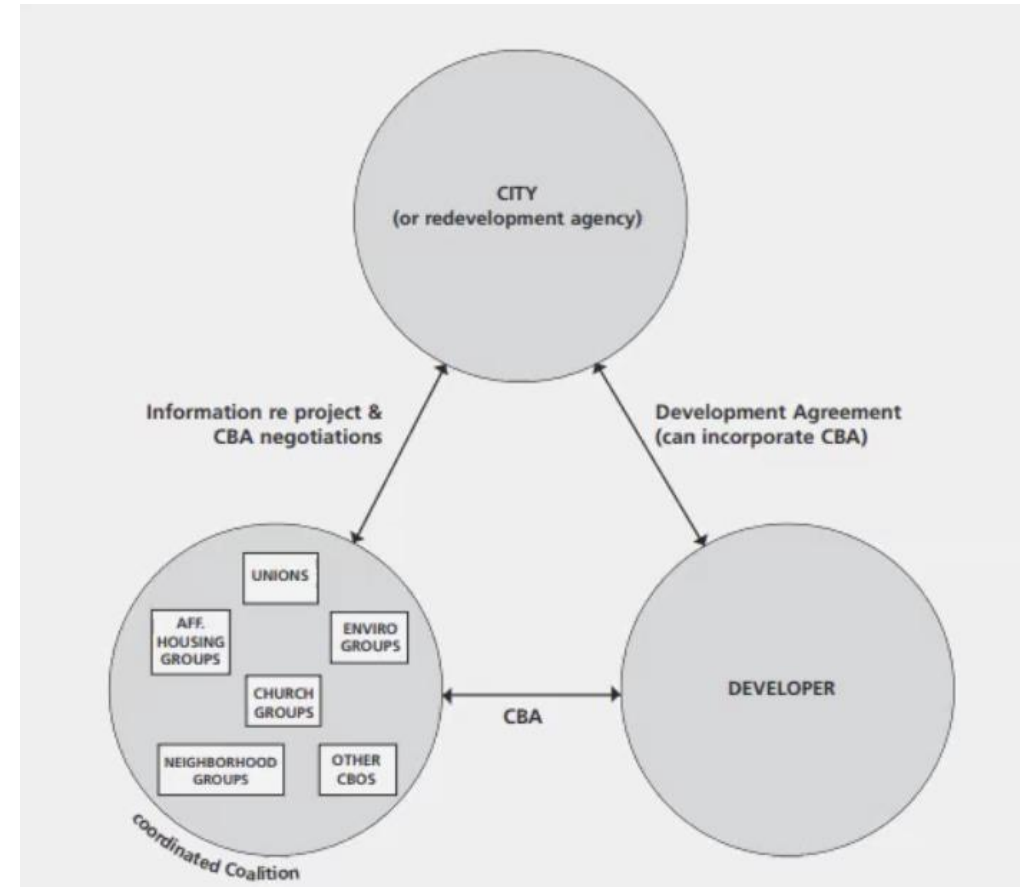 CITY
(or redevelopment agency)
Information re project &
CBA negotiations
Development Agreement
(can incorporate CBA)
UNIONS
AFF.
HOUSING
GROUPS
ENVIRO
GROUPS
CHURCH
GROUPS
NEIGHBORHOOD
GROUPS
OTHER
CBOS
coordinated Coalition
CBA
DEVELOPER